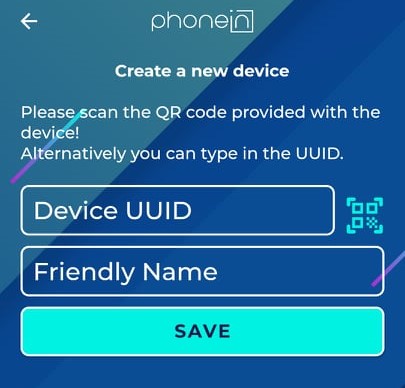 phonein
Create a new device
Please scan the QR code provided with the
device!
Alternatively you can type in the UUID.
Device UUID
Friendly Name
SAVE